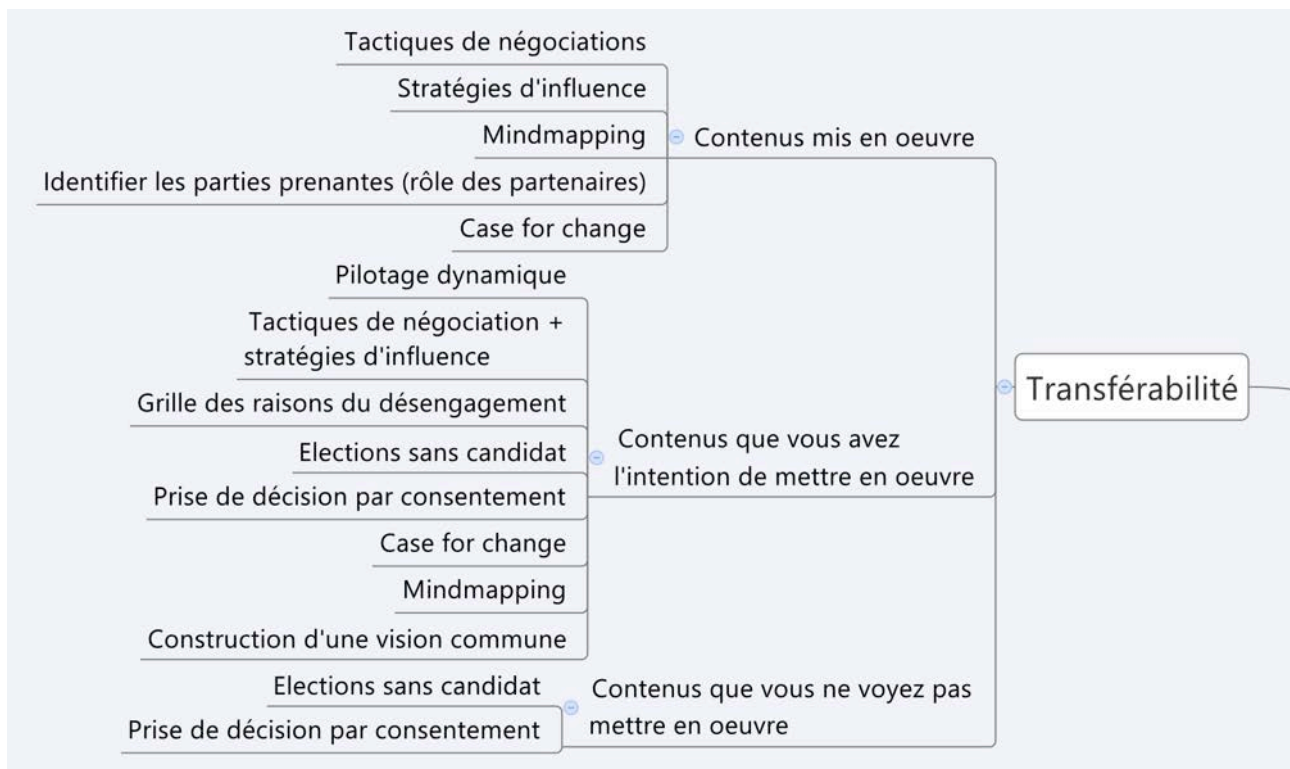 Tactiques de négociations
Stratégies d'influence
Mindmapping
Identifier les parties prenantes (rôle des partenaires)
Case for change
Contenus mis en oeuvre
Pilotage dynamique
Tactiques de négociation +
stratégies d'influence
Grille des raisons du désengagement
Elections sans candidat
Prise de décision par consentement
Case for change
Mindmapping
Construction d'une vision commune
Contenus que vous avez
l'intention de mettre en oeuvre
Elections sans candidat
Prise de décision par consentement
Contenus que vous ne voyez pas
mettre en oeuvre
Transférabilité